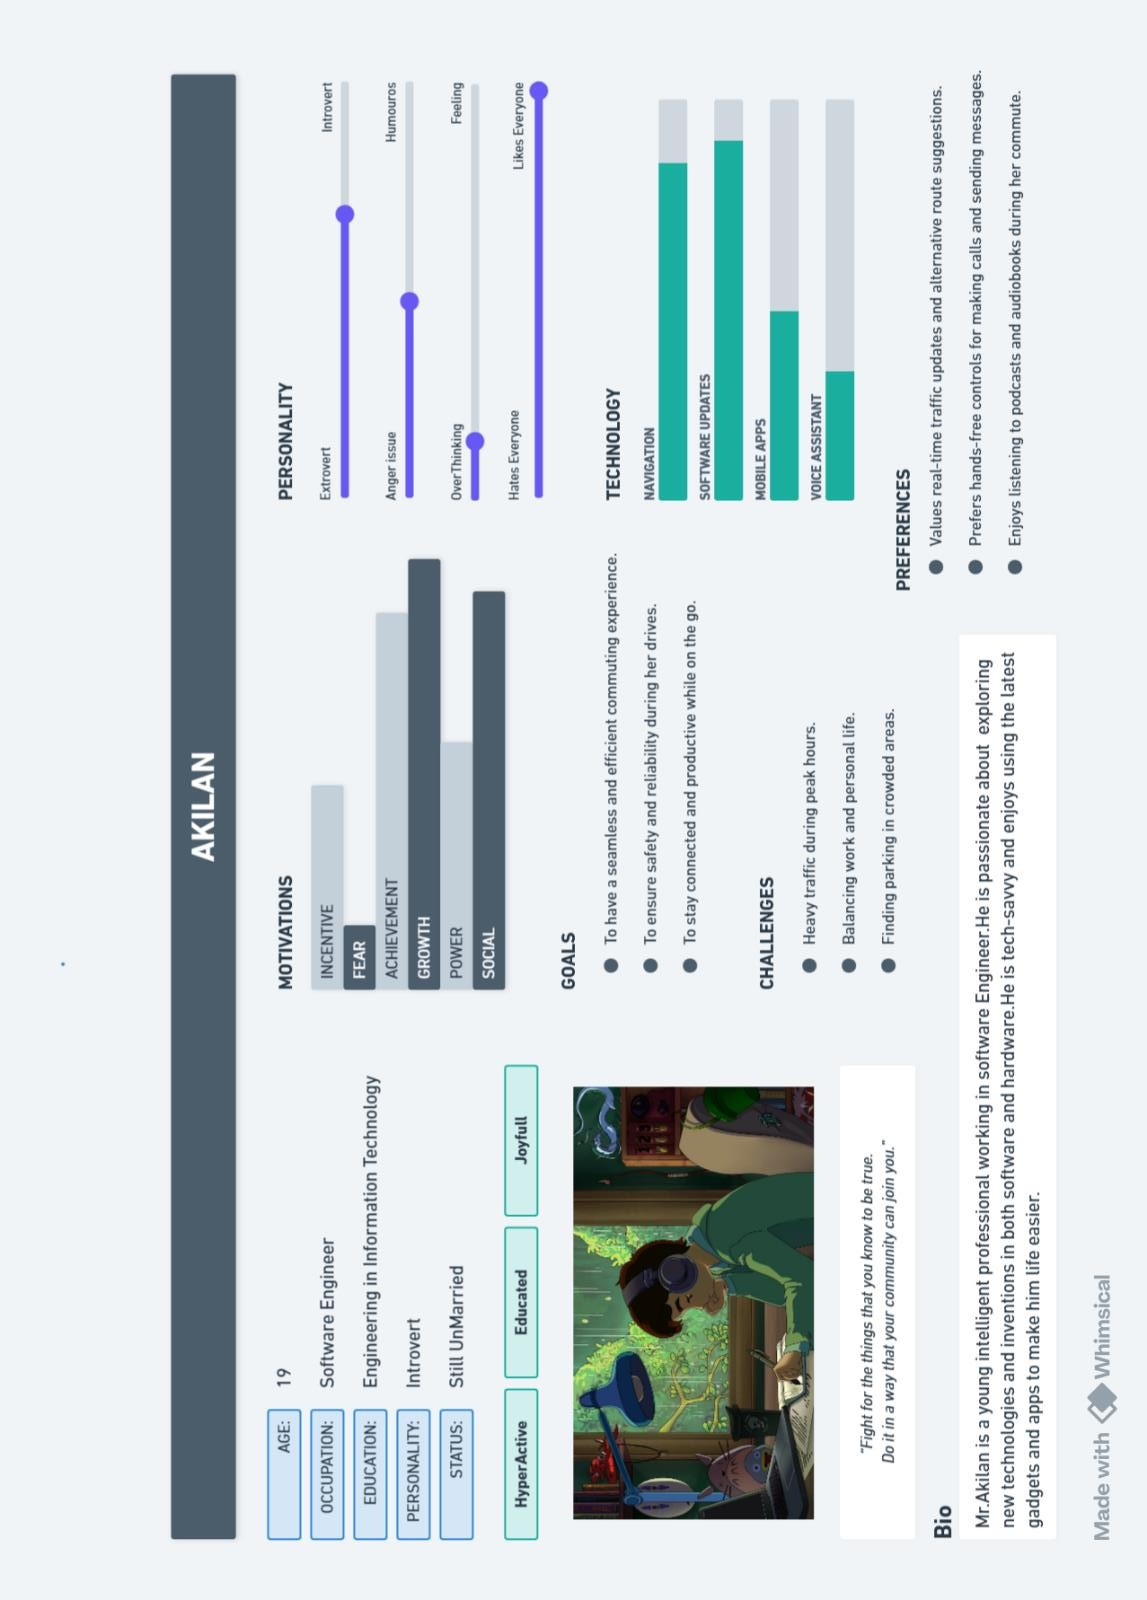 AKILAN
AGE:
19
OCCUPATION:
Software Engineer
EDUCATION:
Engineering in Information Technology
PERSONALITY:
Introvert
STATUS:
Still UnMarried
HyperActive
Educated
Joyfull
"Fight for the things that you know to be true.
Do it in a way that your community can join you."
MOTIVATIONS
INCENTIVE
FEAR
ACHIEVEMENT
GROWTH
POWER
SOCIAL
GOALS
To have a seamless and efficient commuting experience.
To ensure safety and reliability during her drives.
To stay connected and productive while on the go.
CHALLENGES
Heavy traffic during peak hours.
Balancing work and personal life.
Finding parking in crowded areas.
PERSONALITY
Extrovert
Introvert
Anger issue
Humouros
OverThinking
Feeling
Hates Everyone
Likes Everyone
TECHNOLOGY
NAVIGATION
SOFTWARE UPDATES
MOBILE APPS
VOICE ASSISTANT
PREFERENCES
Values real-time traffic updates and alternative route suggestions.
Prefers hands-free controls for making calls and sending messages.
Enjoys listening to podcasts and audiobooks during her commute.
Bio
Mr.Akilan is a young intelligent professional working in software Engineer.He is passionate about  exploring
new technologies and inventions in both software and hardware.He is tech-savvy and enjoys using the latest
gadgets and apps to make him life easier.
Made with Whimsical